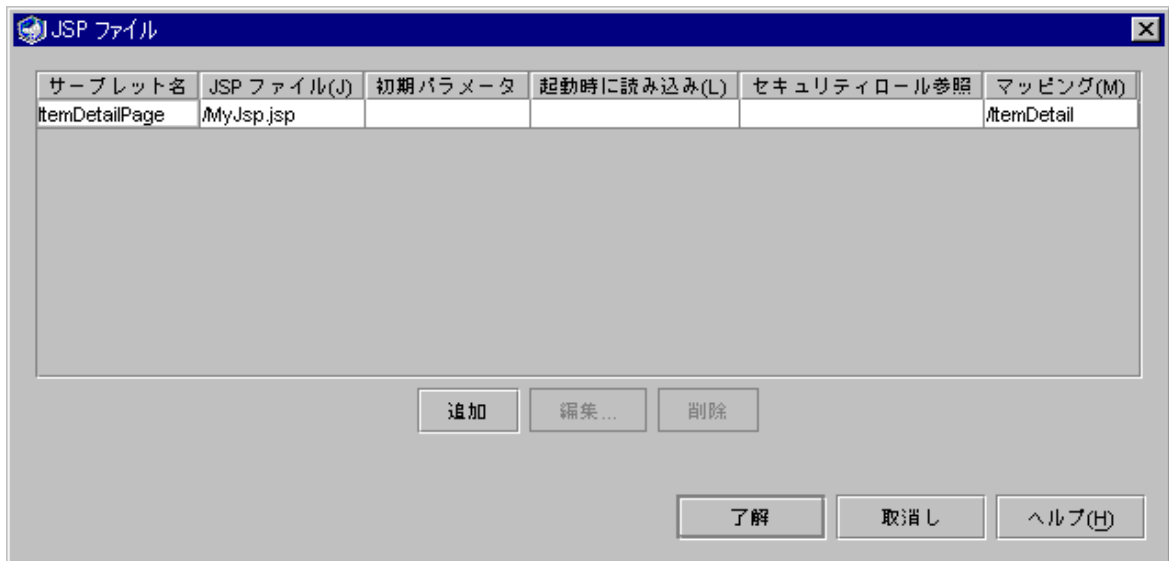 JSP ファイル
サーブレット名 JSP ファイル(J) 初期パラメータ 起動時に読み込み(L) セキュリティロール参照 マッピング(M)
ItemDetailPage /MyJsp.jsp /ItemDetail
追加 編集... 削除
了解 取消し ヘルプ(H)